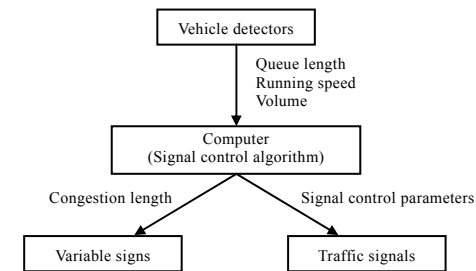 Vehicle detectors
Queue length
Running speed
Volume
Computer
(Signal control algorithm)
Congestion length
Signal control parameters
Variable signs
Traffic signals